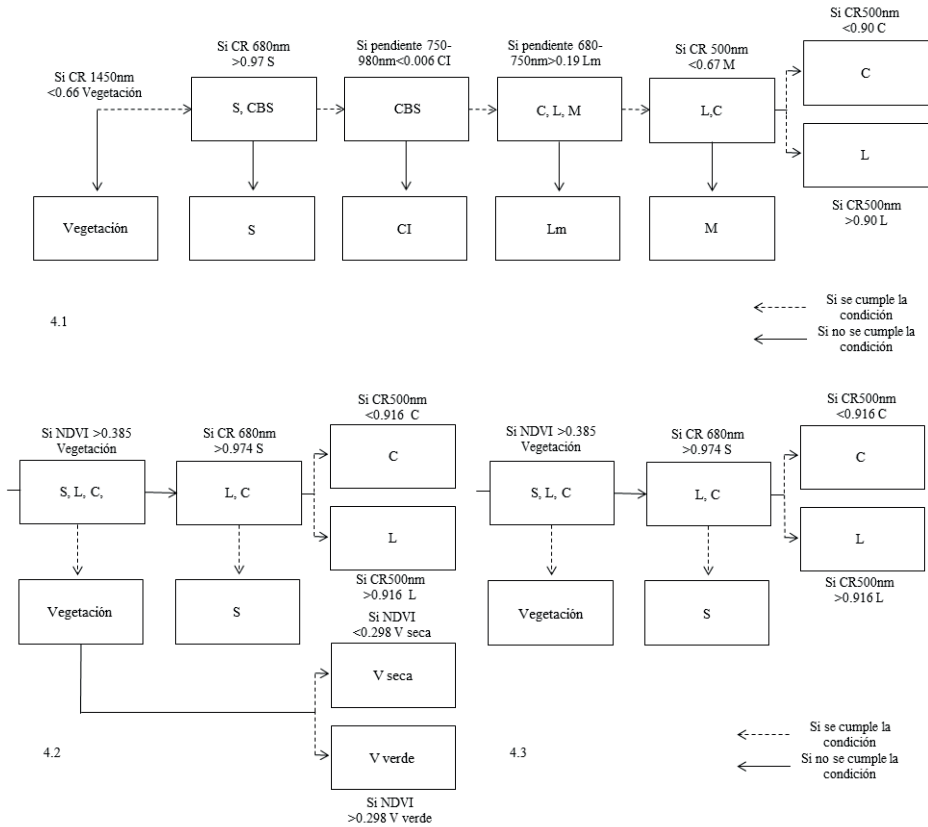 Si CR 1450nm
<0.66 Vegetación
Vegetación
Si CR 680nm
>0.97 S
S, CBS
S
Si pendiente 750-
980nm<0.006 CI
CBS
CI
Si pendiente 680-
750nm>0.19 Lm
C, L, M
Lm
Si CR 500nm
<0.67 M
L,C
M
Si CR500nm
<0.90 C
C
L
Si CR500nm
>0.90 L
4.1
Si se cumple la
condición
Si no se cumple la
condición
Si NDVI >0.385
Vegetación
S, L, C,
Vegetación
Si CR 680nm
>0.974 S
L, C
S
Si CR500nm
<0.916 C
C
L
Si CR500nm
>0.916 L
Si NDVI
<0.298 V seca
V seca
V verde
Si NDVI
>0.298 V verde
4.2
Si NDVI >0.385
Vegetación
S, L, C
Vegetación
Si CR 680nm
>0.974 S
L, C
S
Si CR500nm
<0.916 C
C
L
Si CR500nm
>0.916 L
4.3
Si se cumple la
condición
Si no se cumple la
condición